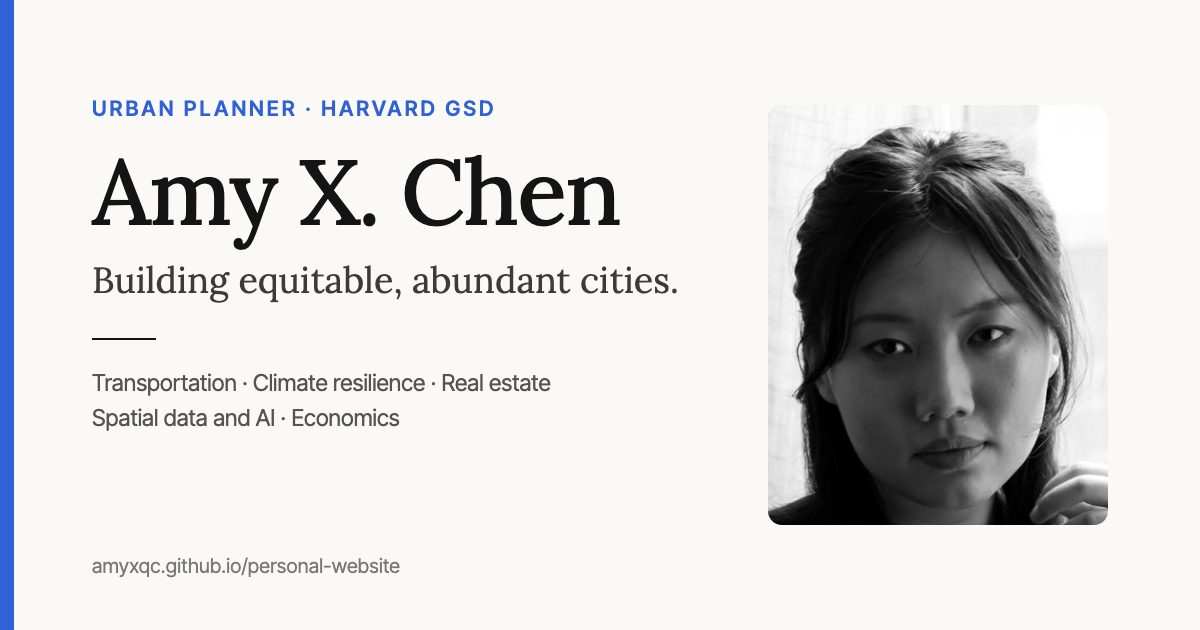 URBAN PLANNER · HARVARD GSD
Amy X. Chen
Building equitable, abundant cities.
Transportation · Climate resilience · Real estate
Spatial data and AI · Economics
amyxqc.github.io/personal-website